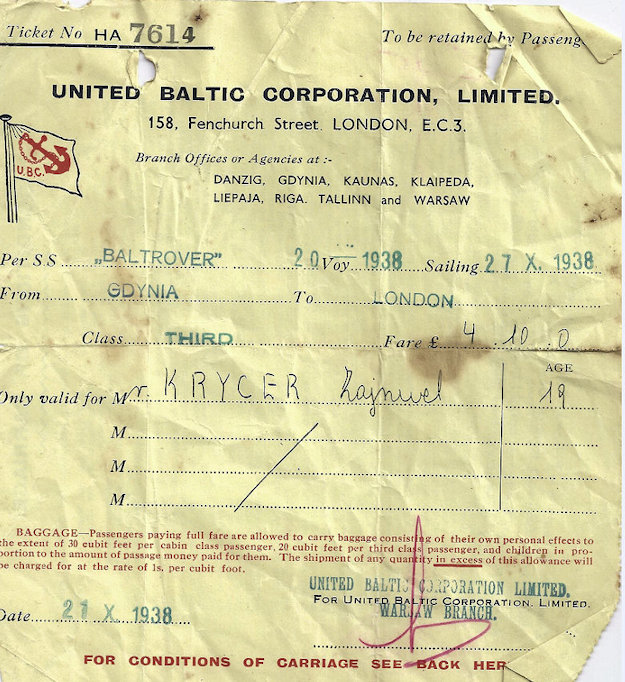 Ticket No HA 7614 To be retained by Passeng
UNITED BALTIC CORPORATION, LIMITED.
158, Fenchurch Street. LONDON, E.C.3.
Branch Offices or Agencies at :-
DANZIG, GDYNIA, KAUNAS, KLAIPEDA,
LIEPAJA, RIGA. TALLINN and WARSAW
U.B.C.
Per S.S „BALTROVER” 20 Voy 1938 Sailing 27 X. 1938
From GDYNIA To LONDON
Class THIRD Fare £ 4.10.0
AGE
Only valid for Mr. KRYCER Zajnwel 19
M
M
M
BAGGAGE—Passengers paying full fare are allowed to carry baggage consisting of their own personal effects to
the extent of 30 cubit feet per cabin class passenger, 20 cubit feet per third class passenger, and children in pro-
portion to the amount of passage money paid for them. The shipment of any quantity in excess of this allowance will
be charged for at the rate of 1s. per cubit foot.
UNITED BALTIC CORPORATION LIMITED.
For United Baltic Corporation. Limited.
WARSAW BRANCH.
Date 21 X 1938
FOR CONDITIONS OF CARRIAGE SEE BACK HER